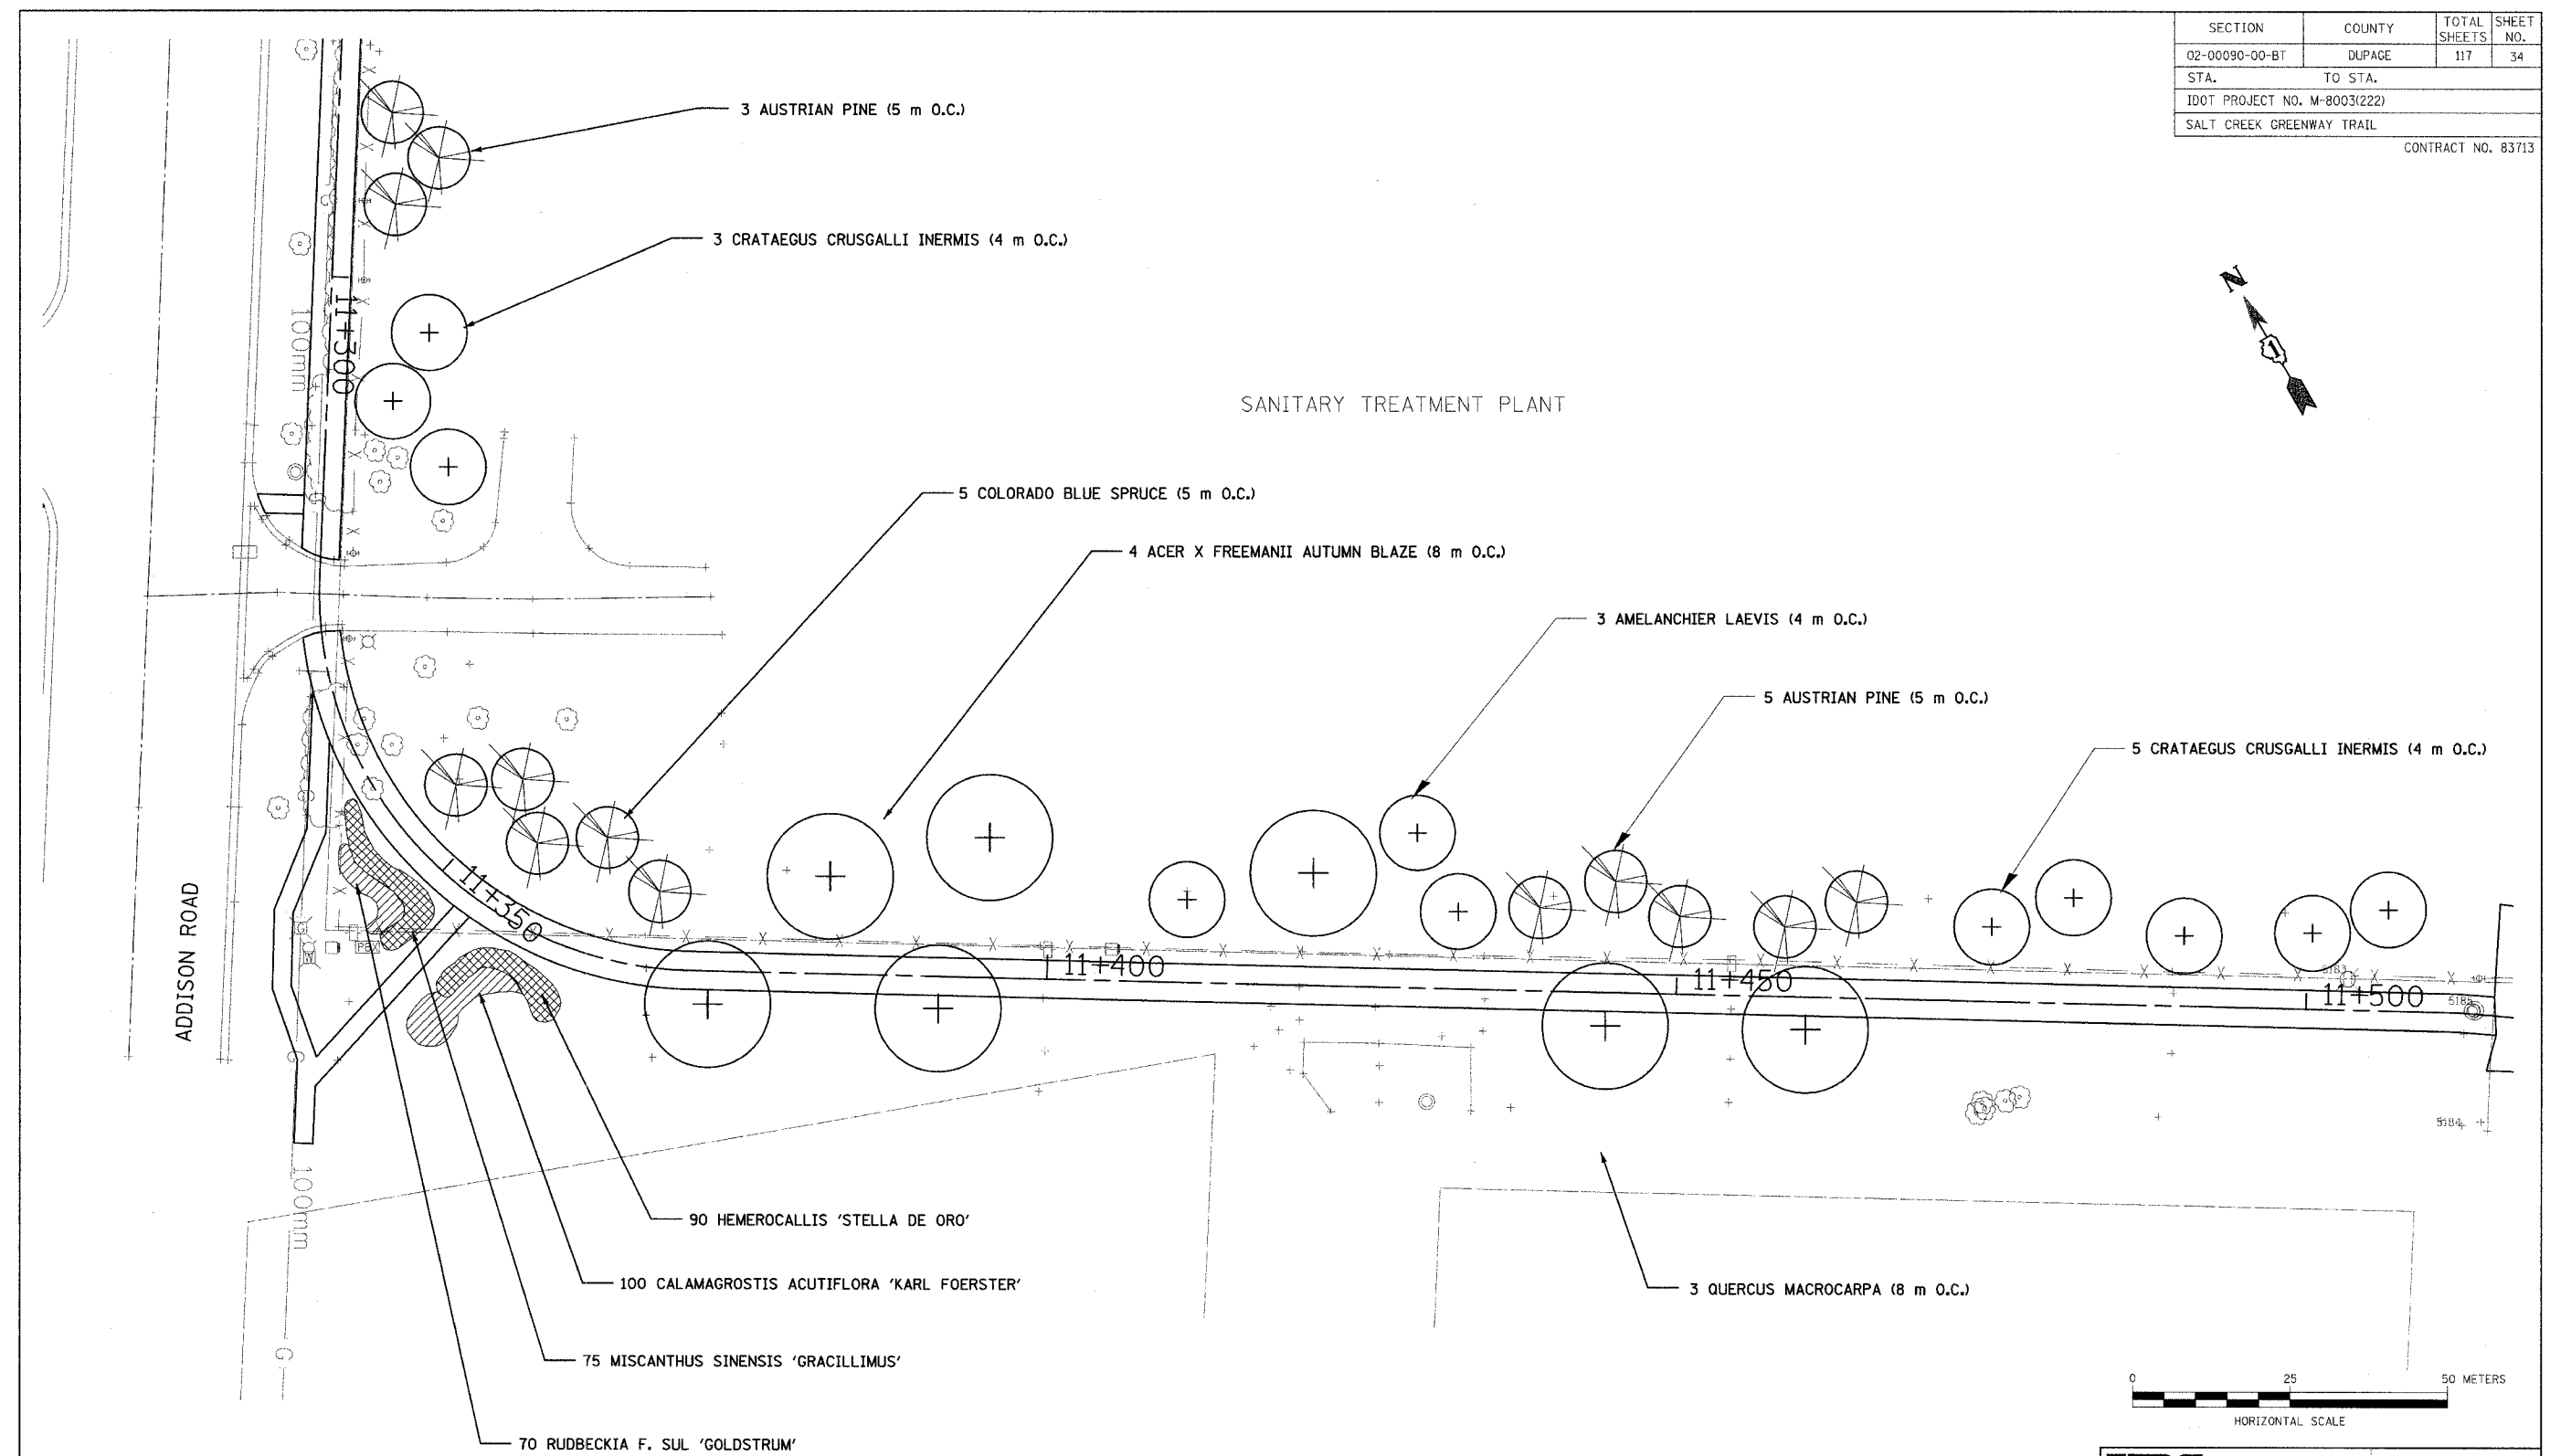 SECTION COUNTY TOTAL SHEETS SHEET NO.
02-00090-00-BT DUPAGE 117 34
STA. TO STA.
IDOT PROJECT NO. M-8003(222)
SALT CREEK GREENWAY TRAIL
CONTRACT NO. 83713
3 AUSTRIAN PINE (5 m O.C.)
3 CRATAEGUS CRUSGALLI INERMIS (4 m O.C.)
N
1
11+300
100mm
SANITARY TREATMENT PLANT
5 COLORADO BLUE SPRUCE (5 m O.C.)
4 ACER X FREEMANII AUTUMN BLAZE (8 m O.C.)
3 AMELANCHIER LAEVIS (4 m O.C.)
5 AUSTRIAN PINE (5 m O.C.)
5 CRATAEGUS CRUSGALLI INERMIS (4 m O.C.)
ADDISON ROAD
11+350
11+400
11+450
11+500
5183
5185
5184
100mm
G
90 HEMEROCALLIS 'STELLA DE ORO'
100 CALAMAGROSTIS ACUTIFLORA 'KARL FOERSTER'
3 QUERCUS MACROCARPA (8 m O.C.)
75 MISCANTHUS SINENSIS 'GRACILLIMUS'
70 RUDBECKIA F. SUL 'GOLDSTRUM'
0 25 50 METERS
HORIZONTAL SCALE